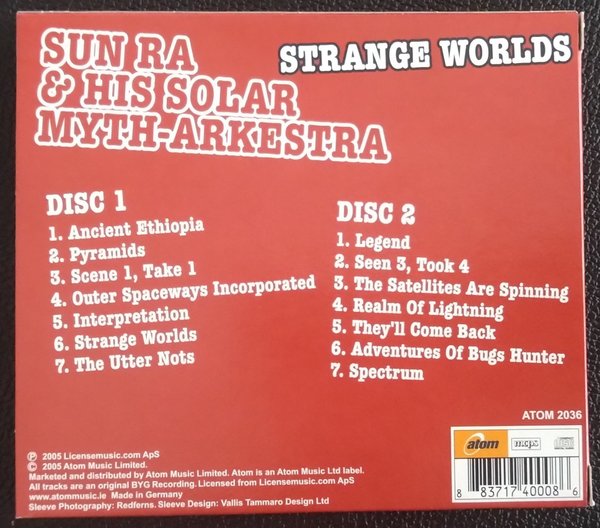 SUN RA
& HIS SOLAR
MYTH-ARKESTRA
STRANGE WORLDS
DISC 1
1. Ancient Ethiopia
2. Pyramids
3. Scene 1, Take 1
4. Outer Spaceways Incorporated
5. Interpretation
6. Strange Worlds
7. The Utter Nots
DISC 2
1. Legend
2. Seen 3, Took 4
3. The Satellites Are Spinning
4. Realm Of Lightning
5. They'll Come Back
6. Adventures Of Bugs Hunter
7. Spectrum
ATOM 2036
atom
mcps
8 83717 40008 6
℗ 2005 Licensemusic.com ApS
© 2005 Atom Music Limited.
Marketed and distributed by Atom Music Limited. Atom is an Atom Music Ltd label.
All tracks are an original BYG Recording. Licensed from Licensemusic.com ApS
www.atommusic.ie Made in Germany
Sleeve Photography: Redferns. Sleeve Design: Vallis Tammaro Design Ltd